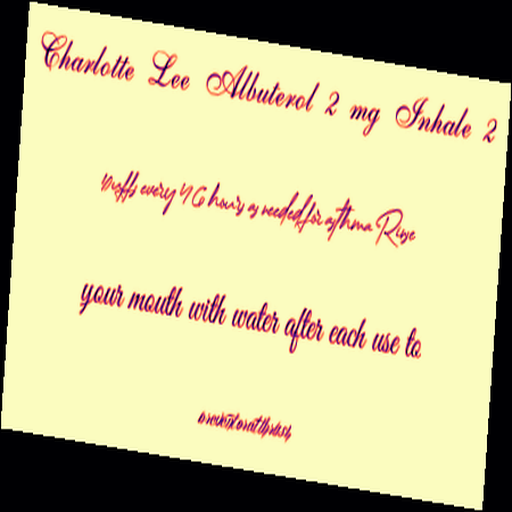 Charlotte Lee Albuterol 2 mg Inhale 2
puffs every 4 6 hours as needed for asthma Rinse
your mouth with water after each use to
prevent oral thrush